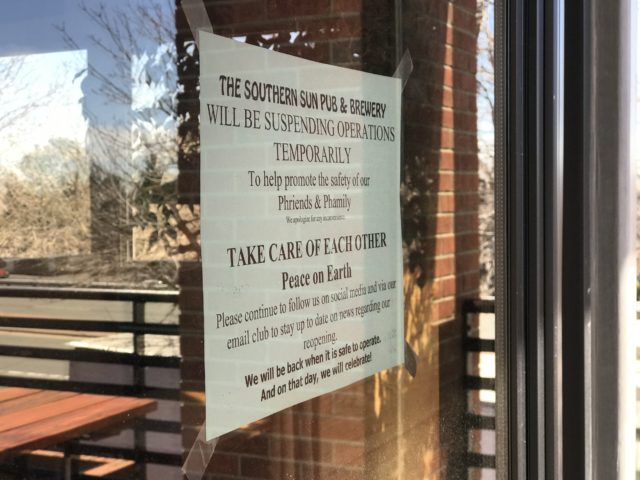 THE SOUTHERN SUN PUB & BREWERY
WILL BE SUSPENDING OPERATIONS
TEMPORARILY
To help promote the safety of our
Phriends & Phamily
We apologize for any inconvenience.
TAKE CARE OF EACH OTHER
Peace on Earth
Please continue to follow us on social media and via our
email club to stay up to date on news regarding our
reopening.
We will be back when it is safe to operate.
And on that day, we will celebrate!